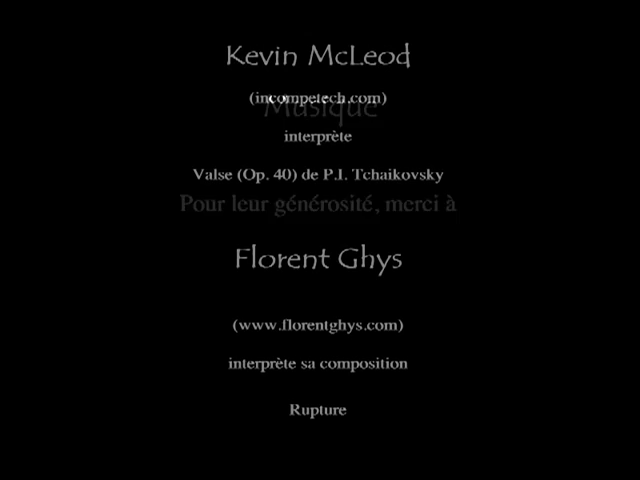 Kevin McLeod
(incompetech.com)
Musique
interprète
Valse (Op. 40) de P.I. Tchaikovsky
Pour leur générosité, merci à
Florent Ghys
(www.florentghys.com)
interprète sa composition
Rupture